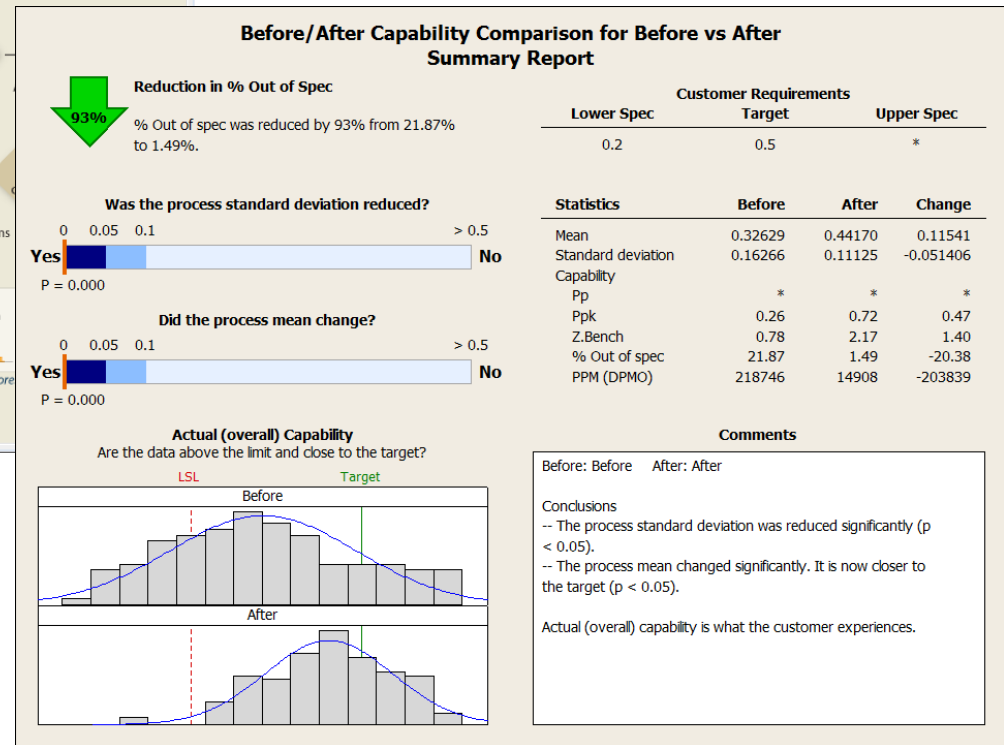 Before/After Capability Comparison for Before vs After
Summary Report
93%
Reduction in % Out of Spec
% Out of spec was reduced by 93% from 21.87%
to 1.49%.
Customer Requirements
Lower Spec Target Upper Spec
0.2 0.5 *
Was the process standard deviation reduced?
0 0.05 0.1 > 0.5
Yes No
P = 0.000
Did the process mean change?
0 0.05 0.1 > 0.5
Yes No
P = 0.000
Statistics Before After Change
Mean 0.32629 0.44170 0.11541
Standard deviation 0.16266 0.11125 -0.051406
Capability
Pp * * *
Ppk 0.26 0.72 0.47
Z.Bench 0.78 2.17 1.40
% Out of spec 21.87 1.49 -20.38
PPM (DPMO) 218746 14908 -203839
Actual (overall) Capability
Are the data above the limit and close to the target?
LSL Target
Before
After
Comments
Before: Before After: After
Conclusions
-- The process standard deviation was reduced significantly (p
< 0.05).
-- The process mean changed significantly. It is now closer to
the target (p < 0.05).
Actual (overall) capability is what the customer experiences.